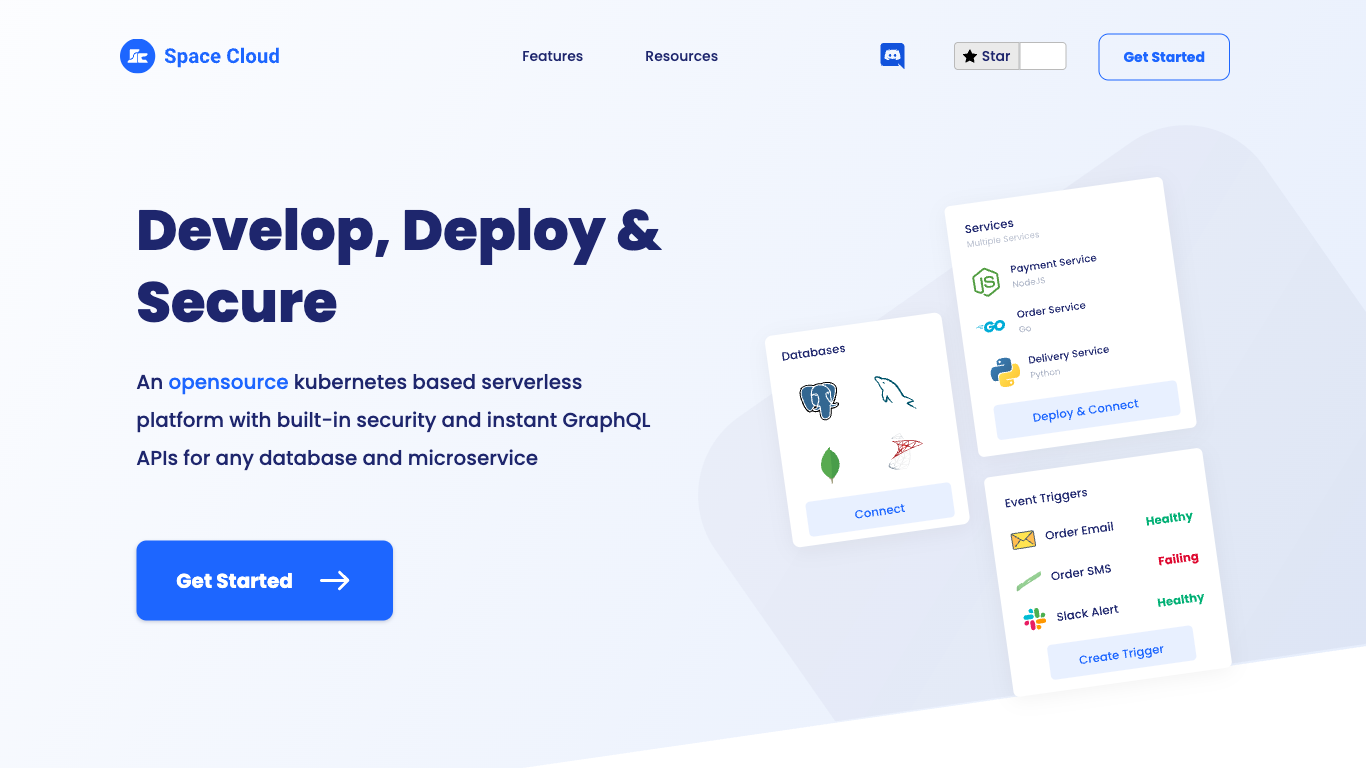 Space Cloud
Features
Resources
Star
Get Started
Develop, Deploy &
Secure
An opensource kubernetes based serverless
platform with built-in security and instant GraphQL
APIs for any database and microservice
Get Started
Databases
Connect
Services
Multiple Services
JS
Payment Service
NodeJS
GO
Order Service
Go
Delivery Service
Python
Deploy & Connect
Event Triggers
Order Email
Healthy
Order SMS
Failing
Slack Alert
Healthy
Create Trigger